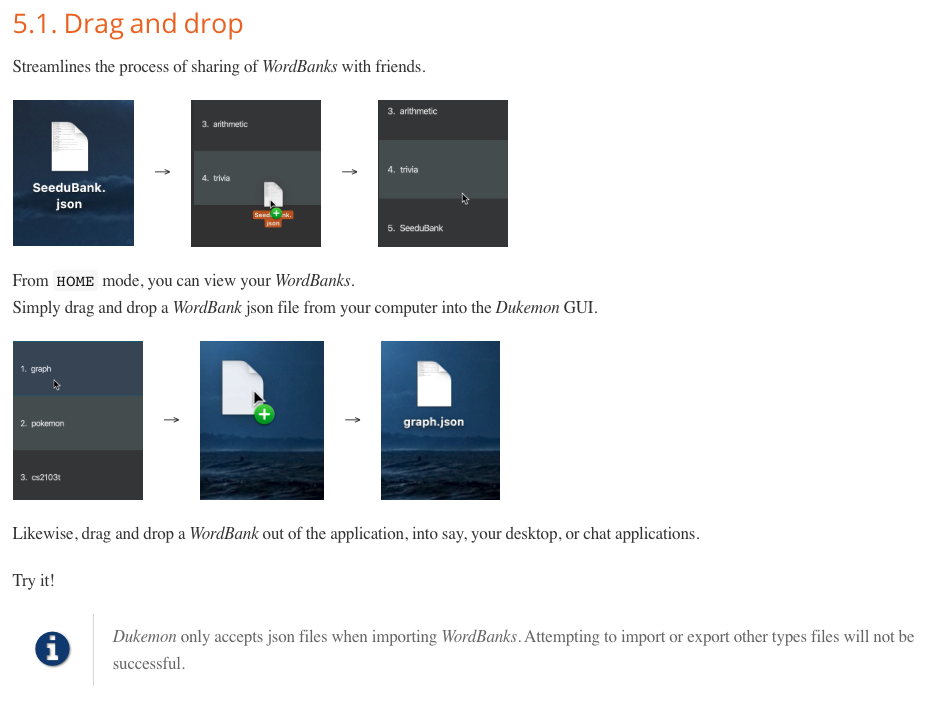 5.1. Drag and drop
Streamlines the process of sharing of WordBanks with friends.
SeeduBank.
json
→
3. arithmetic
4. trivia
json
→
3. arithmetic
4. trivia
5. SeeduBank
From HOME mode, you can view your WordBanks.
Simply drag and drop a WordBank json file from your computer into the Dukemon GUI.
1. graph
2. pokemon
3. cs2103t
→
→
graph.json
Likewise, drag and drop a WordBank out of the application, into say, your desktop, or chat applications.
Try it!
Dukemon only accepts json files when importing WordBanks. Attempting to import or export other types files will not be
successful.